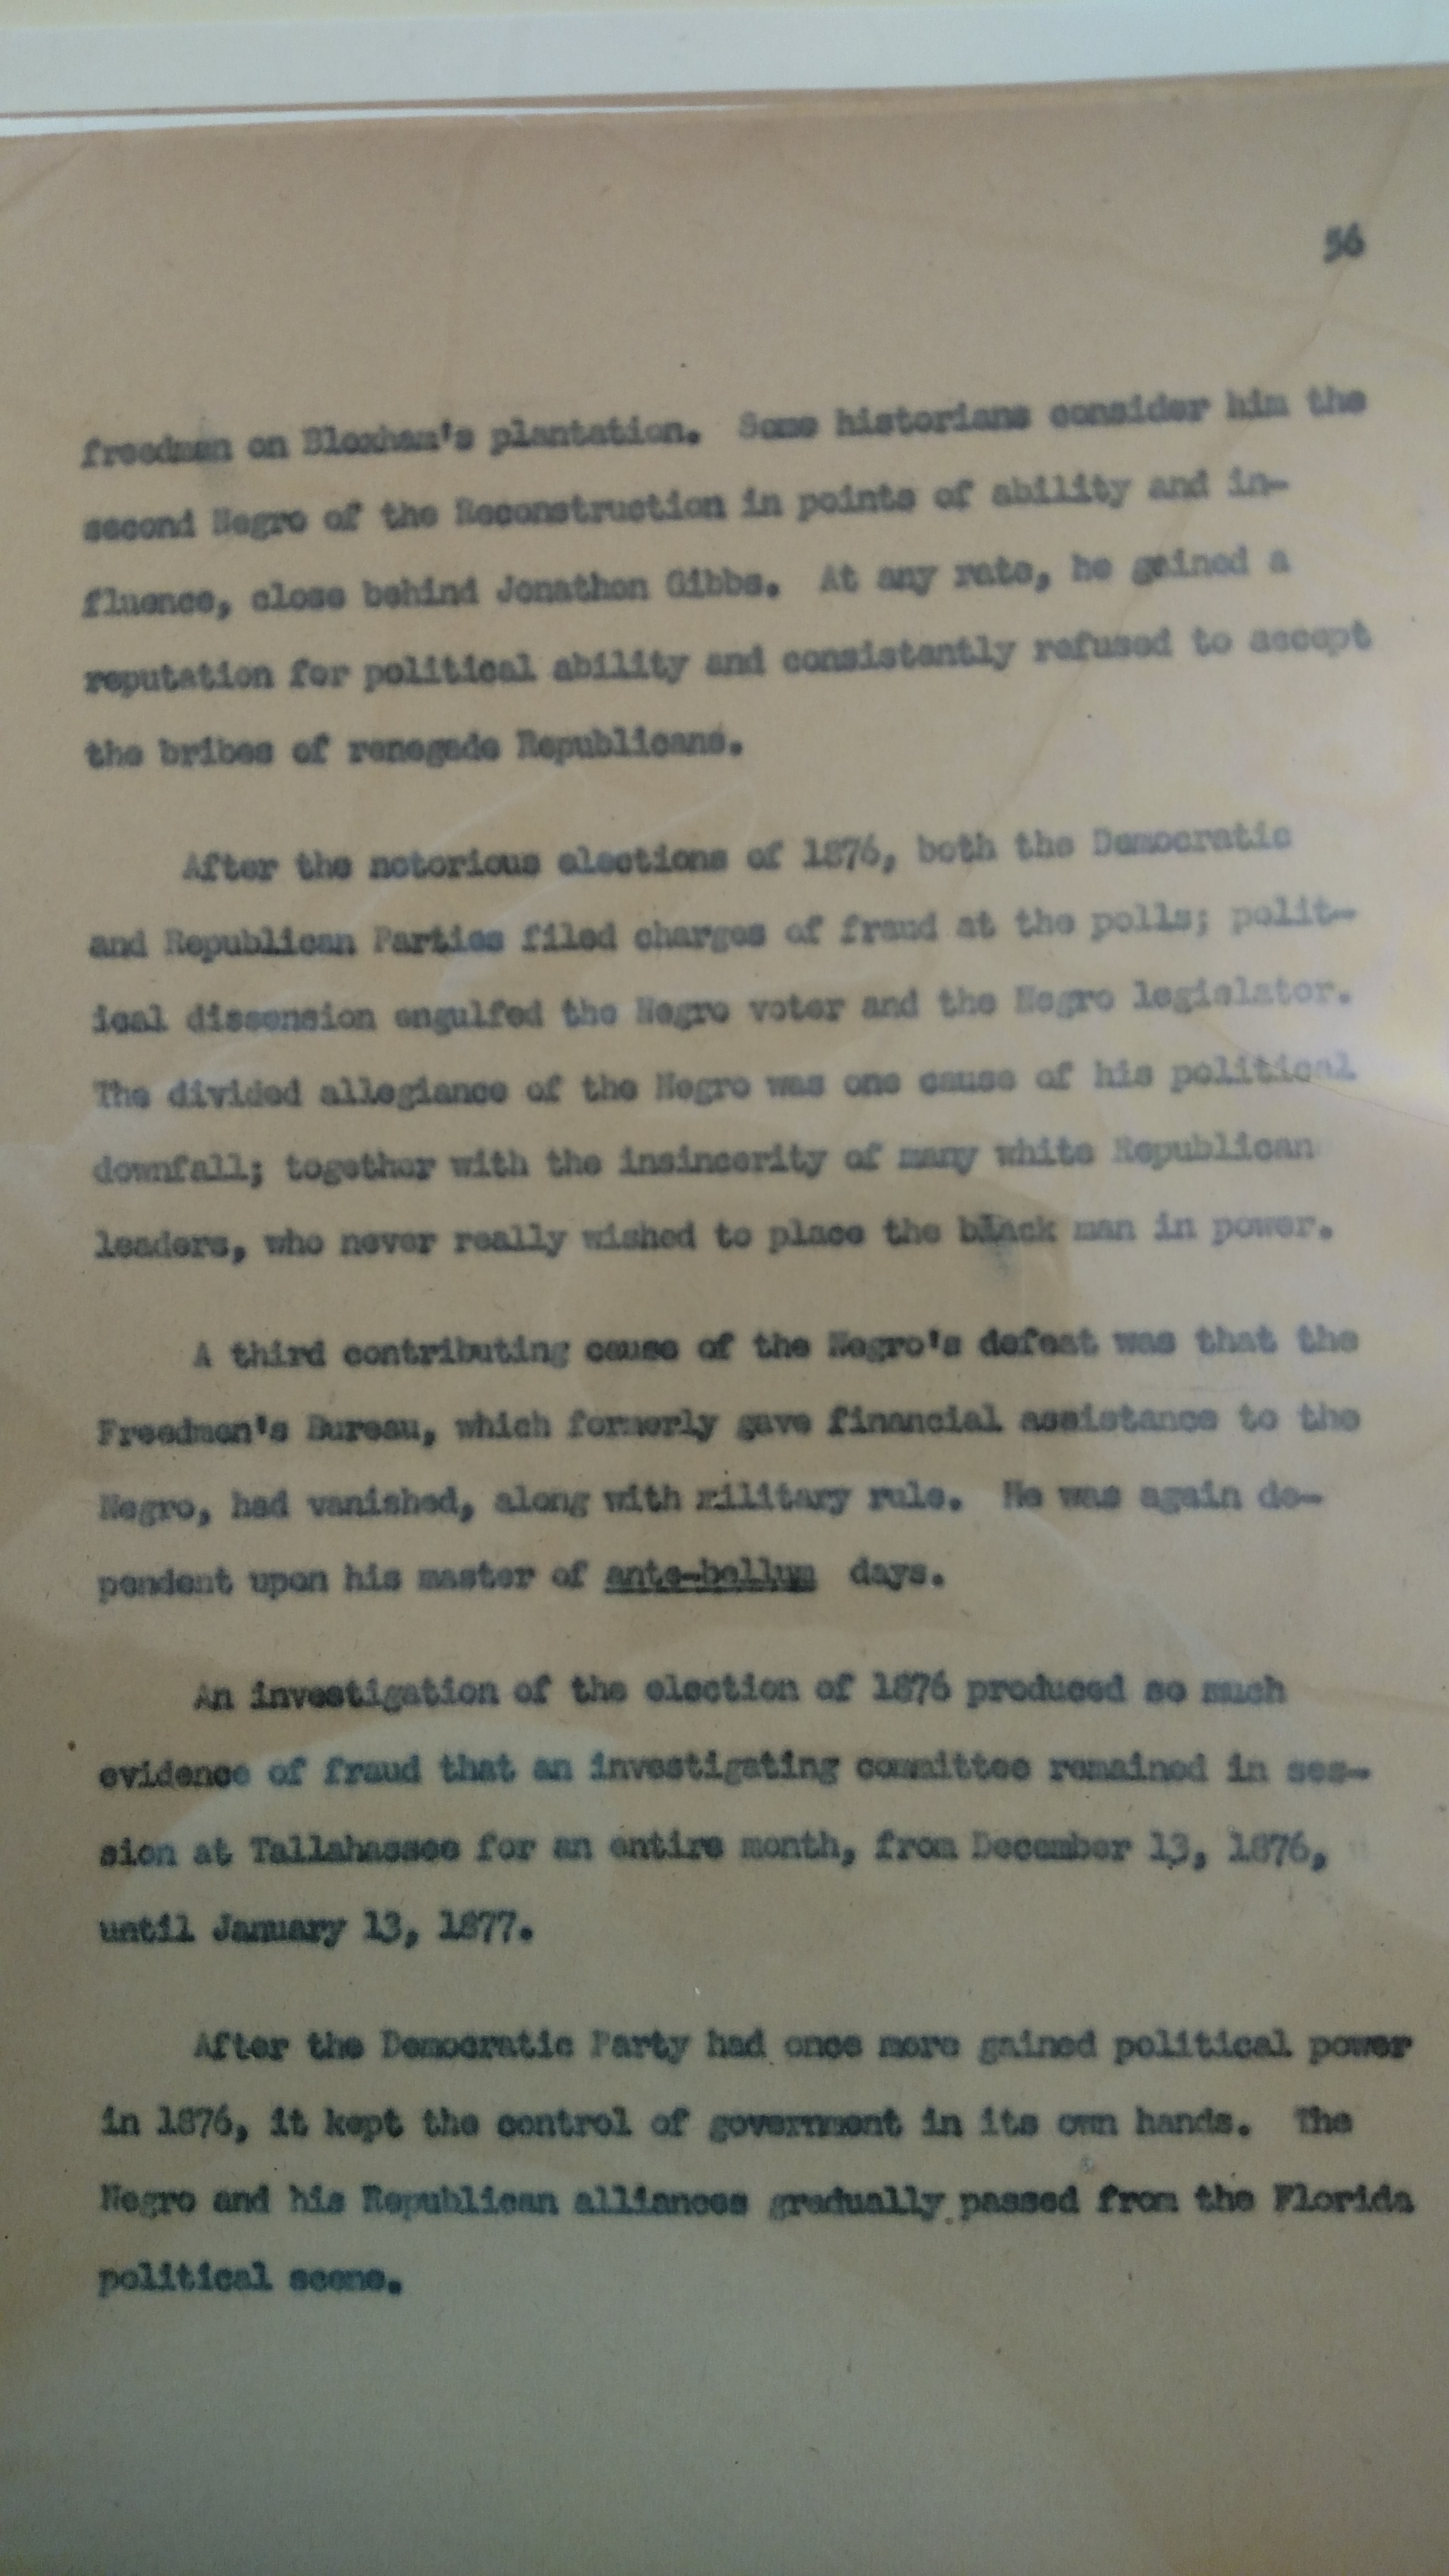 56
freedman on Bloxham's plantation. Some historians consider him the
second Negro of the Reconstruction in points of ability and in-
fluence, close behind Jonathon Gibbs. At any rate, he gained a
reputation for political ability and consistently refused to accept
the bribes of renegade Republicans.
After the notorious elections of 1876, both the Democratic
and Republican Parties filed charges of fraud at the polls; polit-
ical dissension engulfed the Negro voter and the Negro legislator.
The divided allegiance of the Negro was one cause of his political
downfall; together with the insincerity of many white Republican
leaders, who never really wished to place the black man in power.
A third contributing cause of the Negro's defeat was that the
Freedmen's Bureau, which formerly gave financial assistance to the
Negro, had vanished, along with military rule. He was again de-
pendent upon his master of ante-bellum days.
An investigation of the election of 1876 produced so much
evidence of fraud that an investigating committee remained in ses-
sion at Tallahassee for an entire month, from December 13, 1876,
until January 13, 1877.
After the Democratic Party had once more gained political power
in 1876, it kept the control of government in its own hands. The
Negro and his Republican alliances gradually passed from the Florida
political scene.